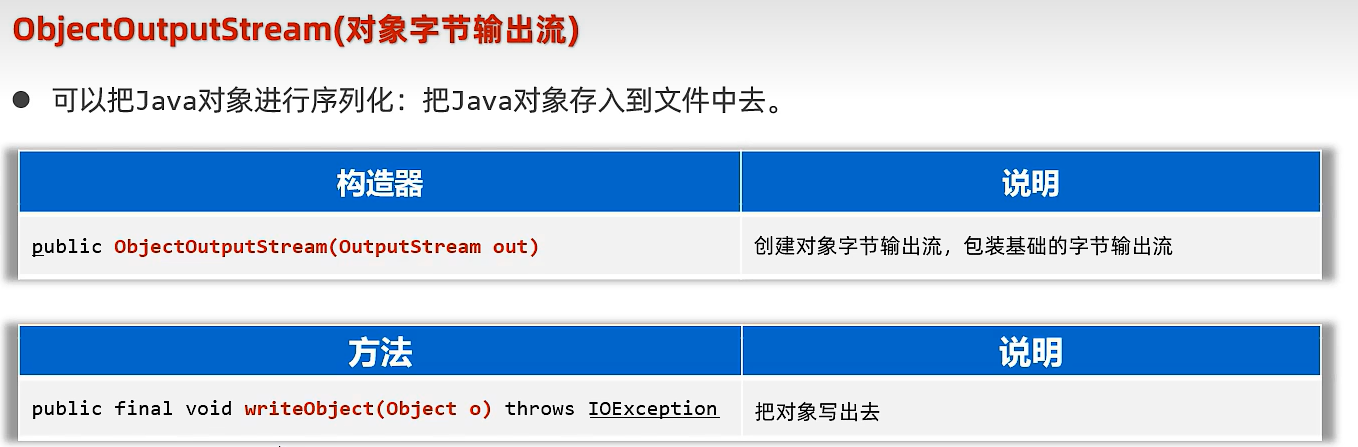 ObjectOutputStream(对象字节输出流)
● 可以把Java对象进行序列化：把Java对象存入到文件中去。
构造器 说明
public ObjectOutputStream(OutputStream out) 创建对象字节输出流，包装基础的字节输出流
方法 说明
public final void writeObject(Object o) throws IOException 把对象写出去